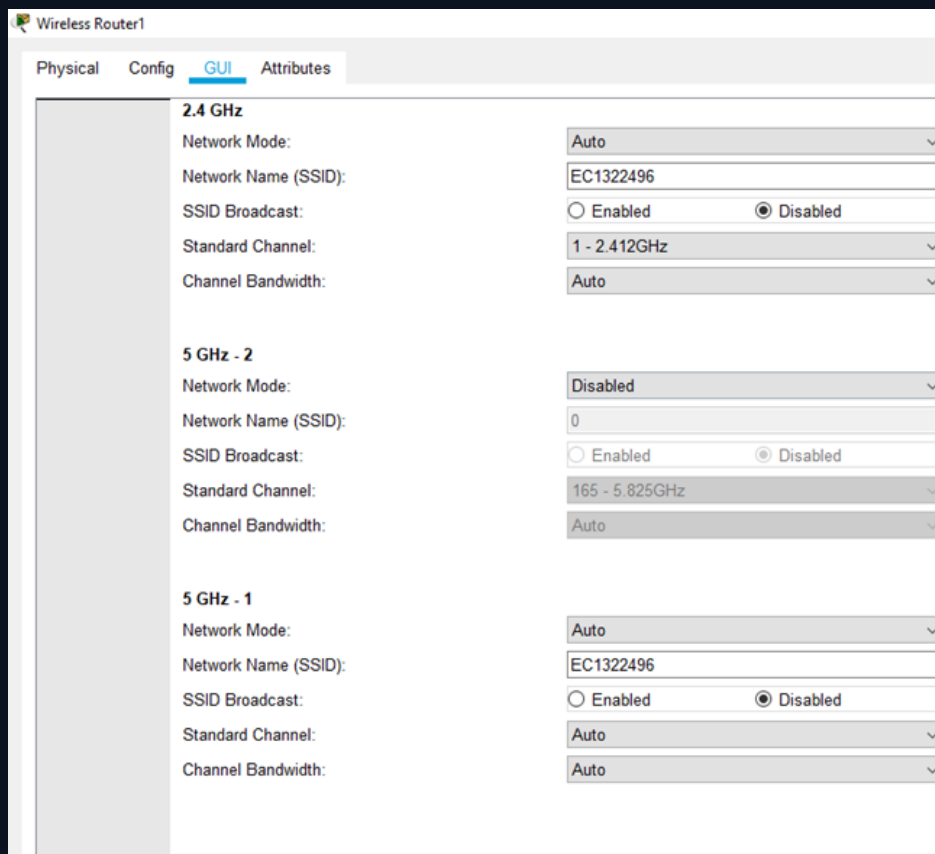 Wireless Router1
Physical Config GUI Attributes
2.4 GHz
Network Mode: Auto
Network Name (SSID): EC1322496
SSID Broadcast: Enabled Disabled
Standard Channel: 1 - 2.412GHz
Channel Bandwidth: Auto
5 GHz - 2
Network Mode: Disabled
Network Name (SSID): 0
SSID Broadcast: Enabled Disabled
Standard Channel: 165 - 5.825GHz
Channel Bandwidth: Auto
5 GHz - 1
Network Mode: Auto
Network Name (SSID): EC1322496
SSID Broadcast: Enabled Disabled
Standard Channel: Auto
Channel Bandwidth: Auto